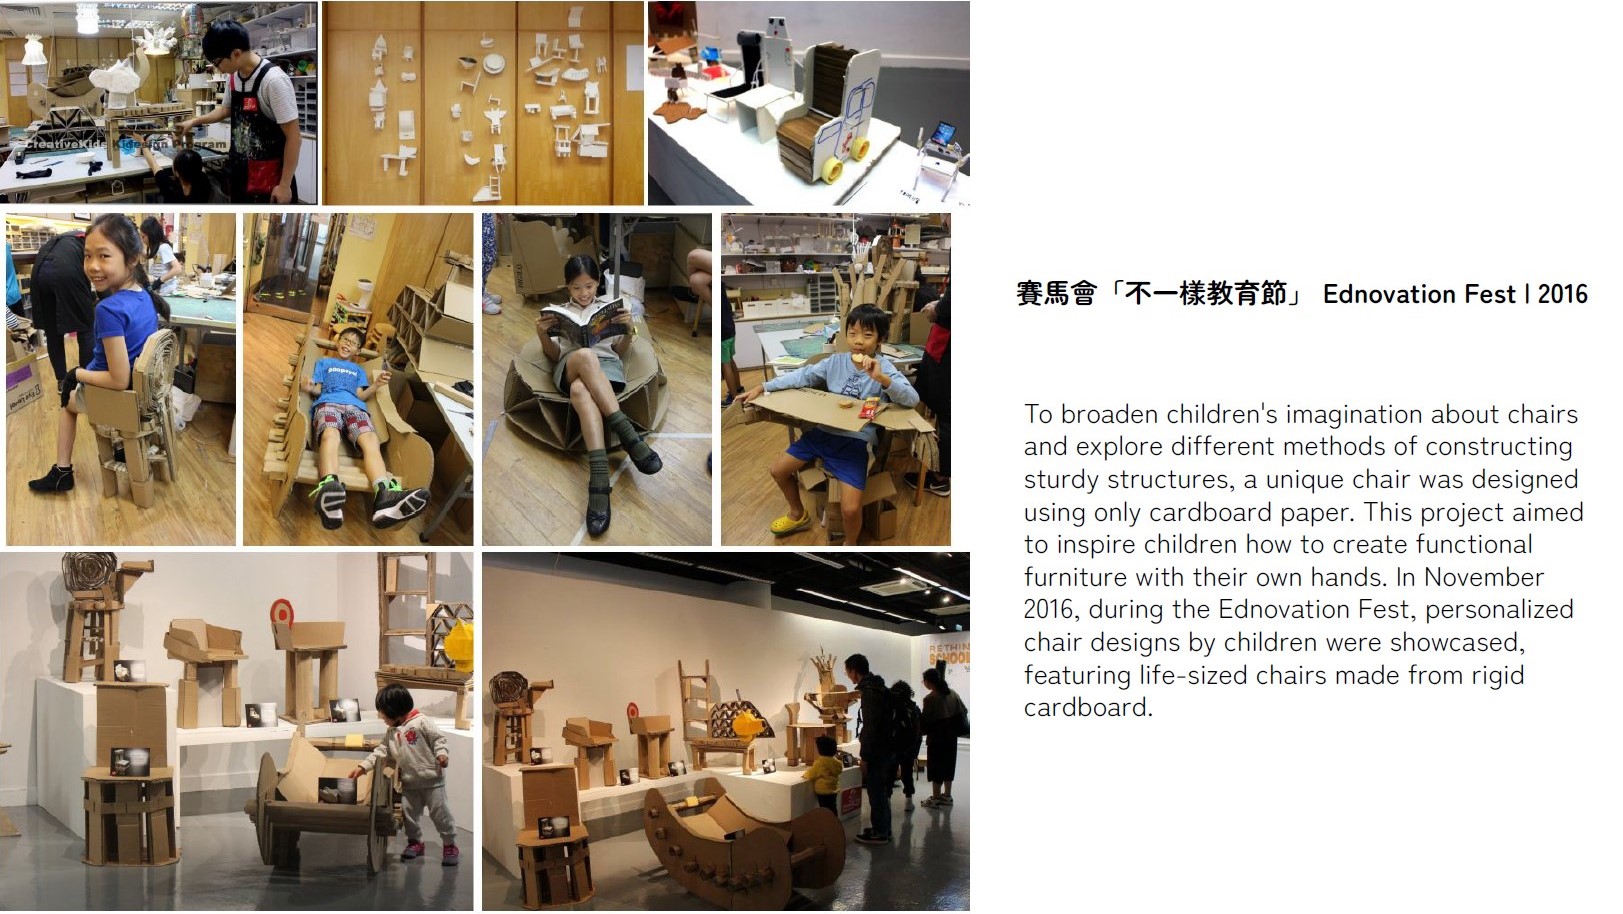 CreativeKids Kidesign Program
賽馬會「不一樣教育節」 Ednovation Fest | 2016
To broaden children's imagination about chairs
and explore different methods of constructing
sturdy structures, a unique chair was designed
using only cardboard paper. This project aimed
to inspire children how to create functional
furniture with their own hands. In November
2016, during the Ednovation Fest, personalized
chair designs by children were showcased,
featuring life-sized chairs made from rigid
cardboard.
RETHIN
SCHOO